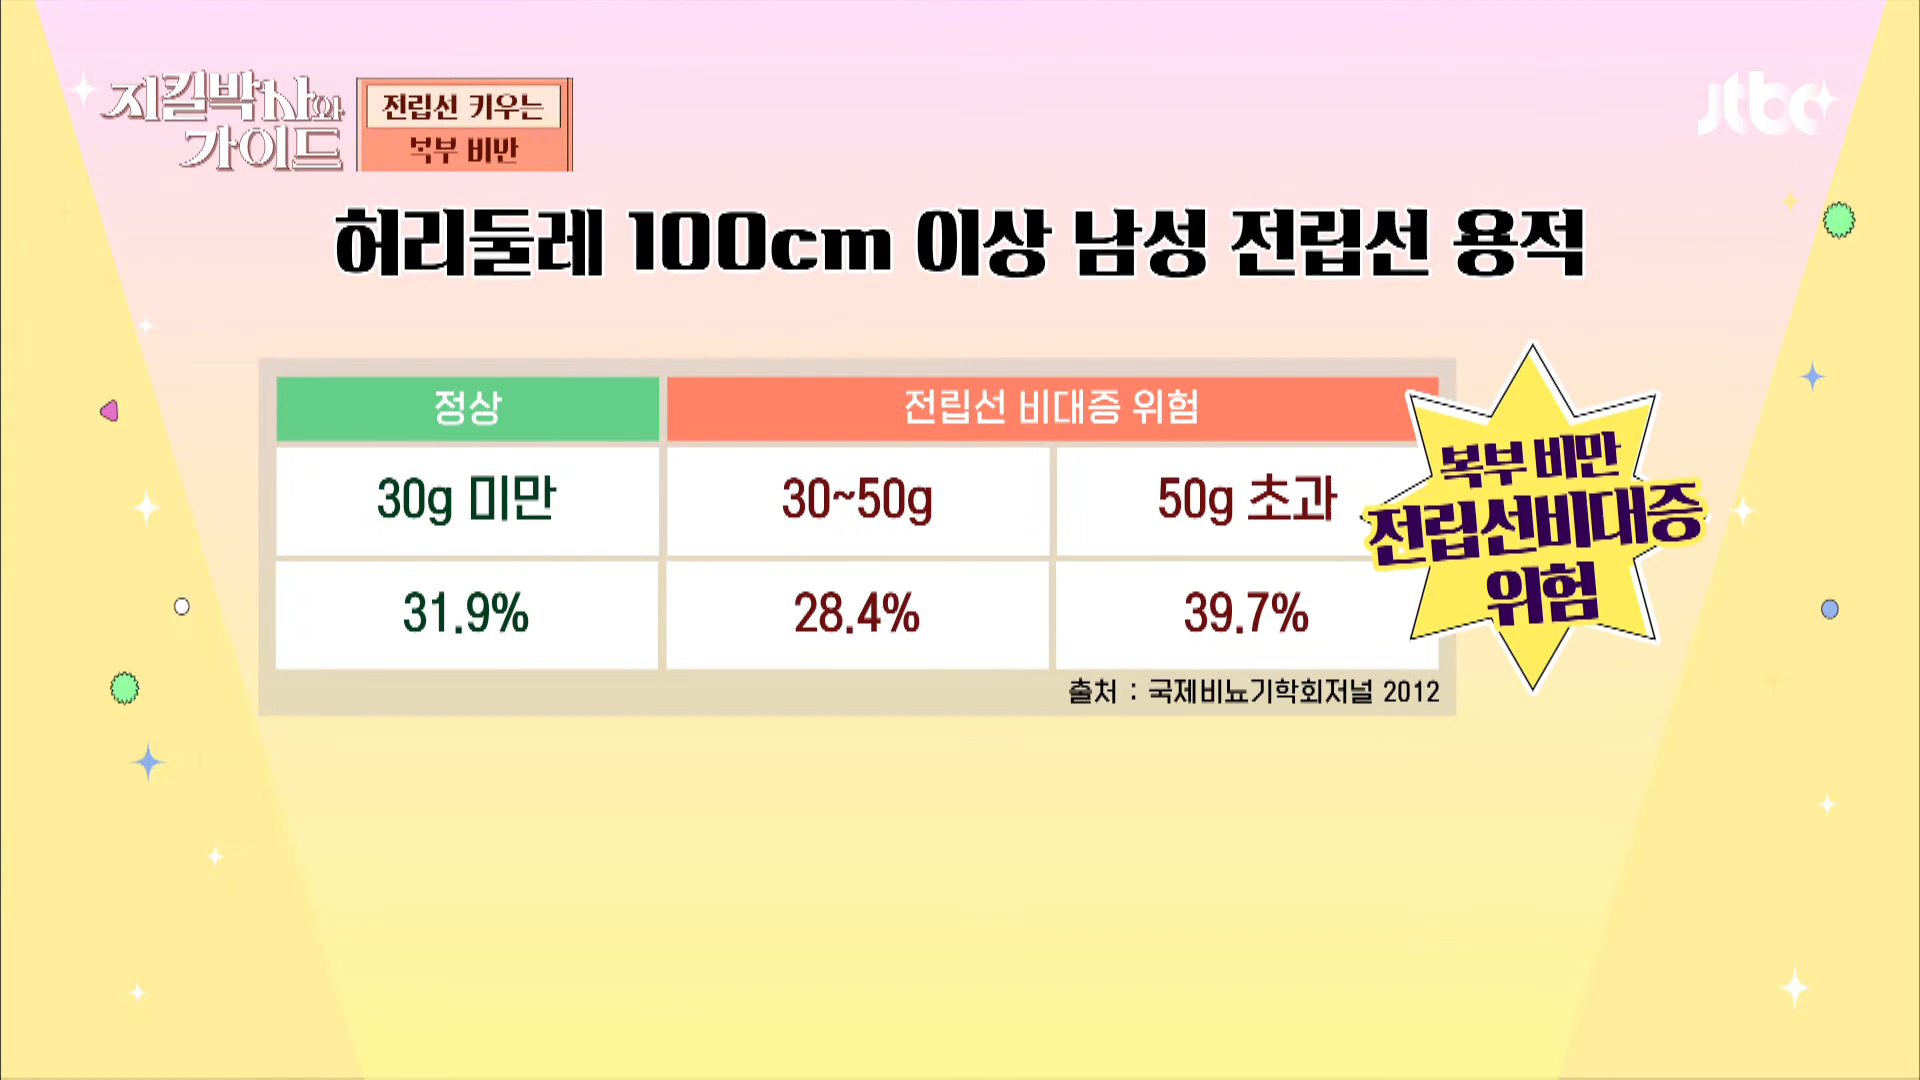 지킬박사와
가이드
전립선 키우는
복부 비만
jtbc
허리둘레 100cm 이상 남성 전립선 용적
정상
전립선 비대증 위험
30g 미만
30~50g
50g 초과
31.9%
28.4%
39.7%
복부 비만
전립선비대증
위험
출처 : 국제비뇨기학회저널 2012